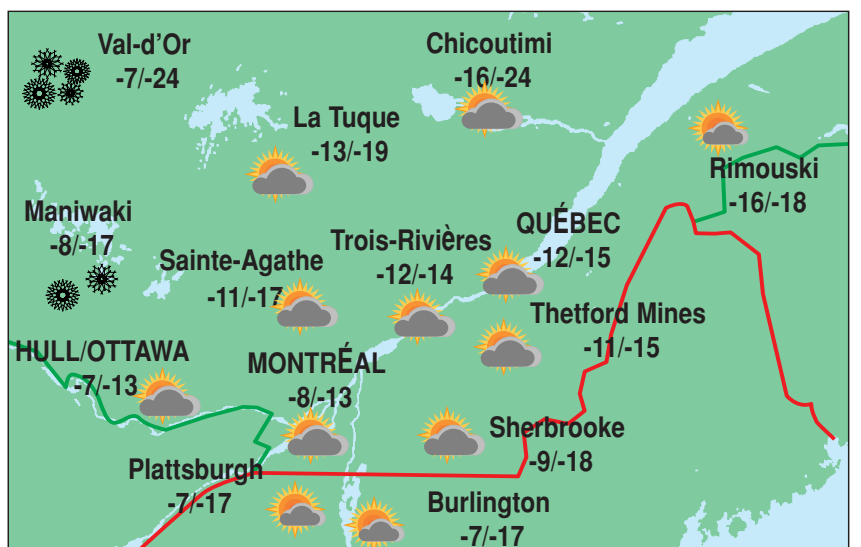 Val-d'Or
-7/-24
Chicoutimi
-16/-24
La Tuque
-13/-19
Rimouski
-16/-18
Maniwaki
-8/-17
Sainte-Agathe
-11/-17
Trois-Rivières
-12/-14
QUÉBEC
-12/-15
Thetford Mines
-11/-15
HULL/OTTAWA
-7/-13
MONTRÉAL
-8/-13
Sherbrooke
-9/-18
Plattsburgh
-7/-17
Burlington
-7/-17